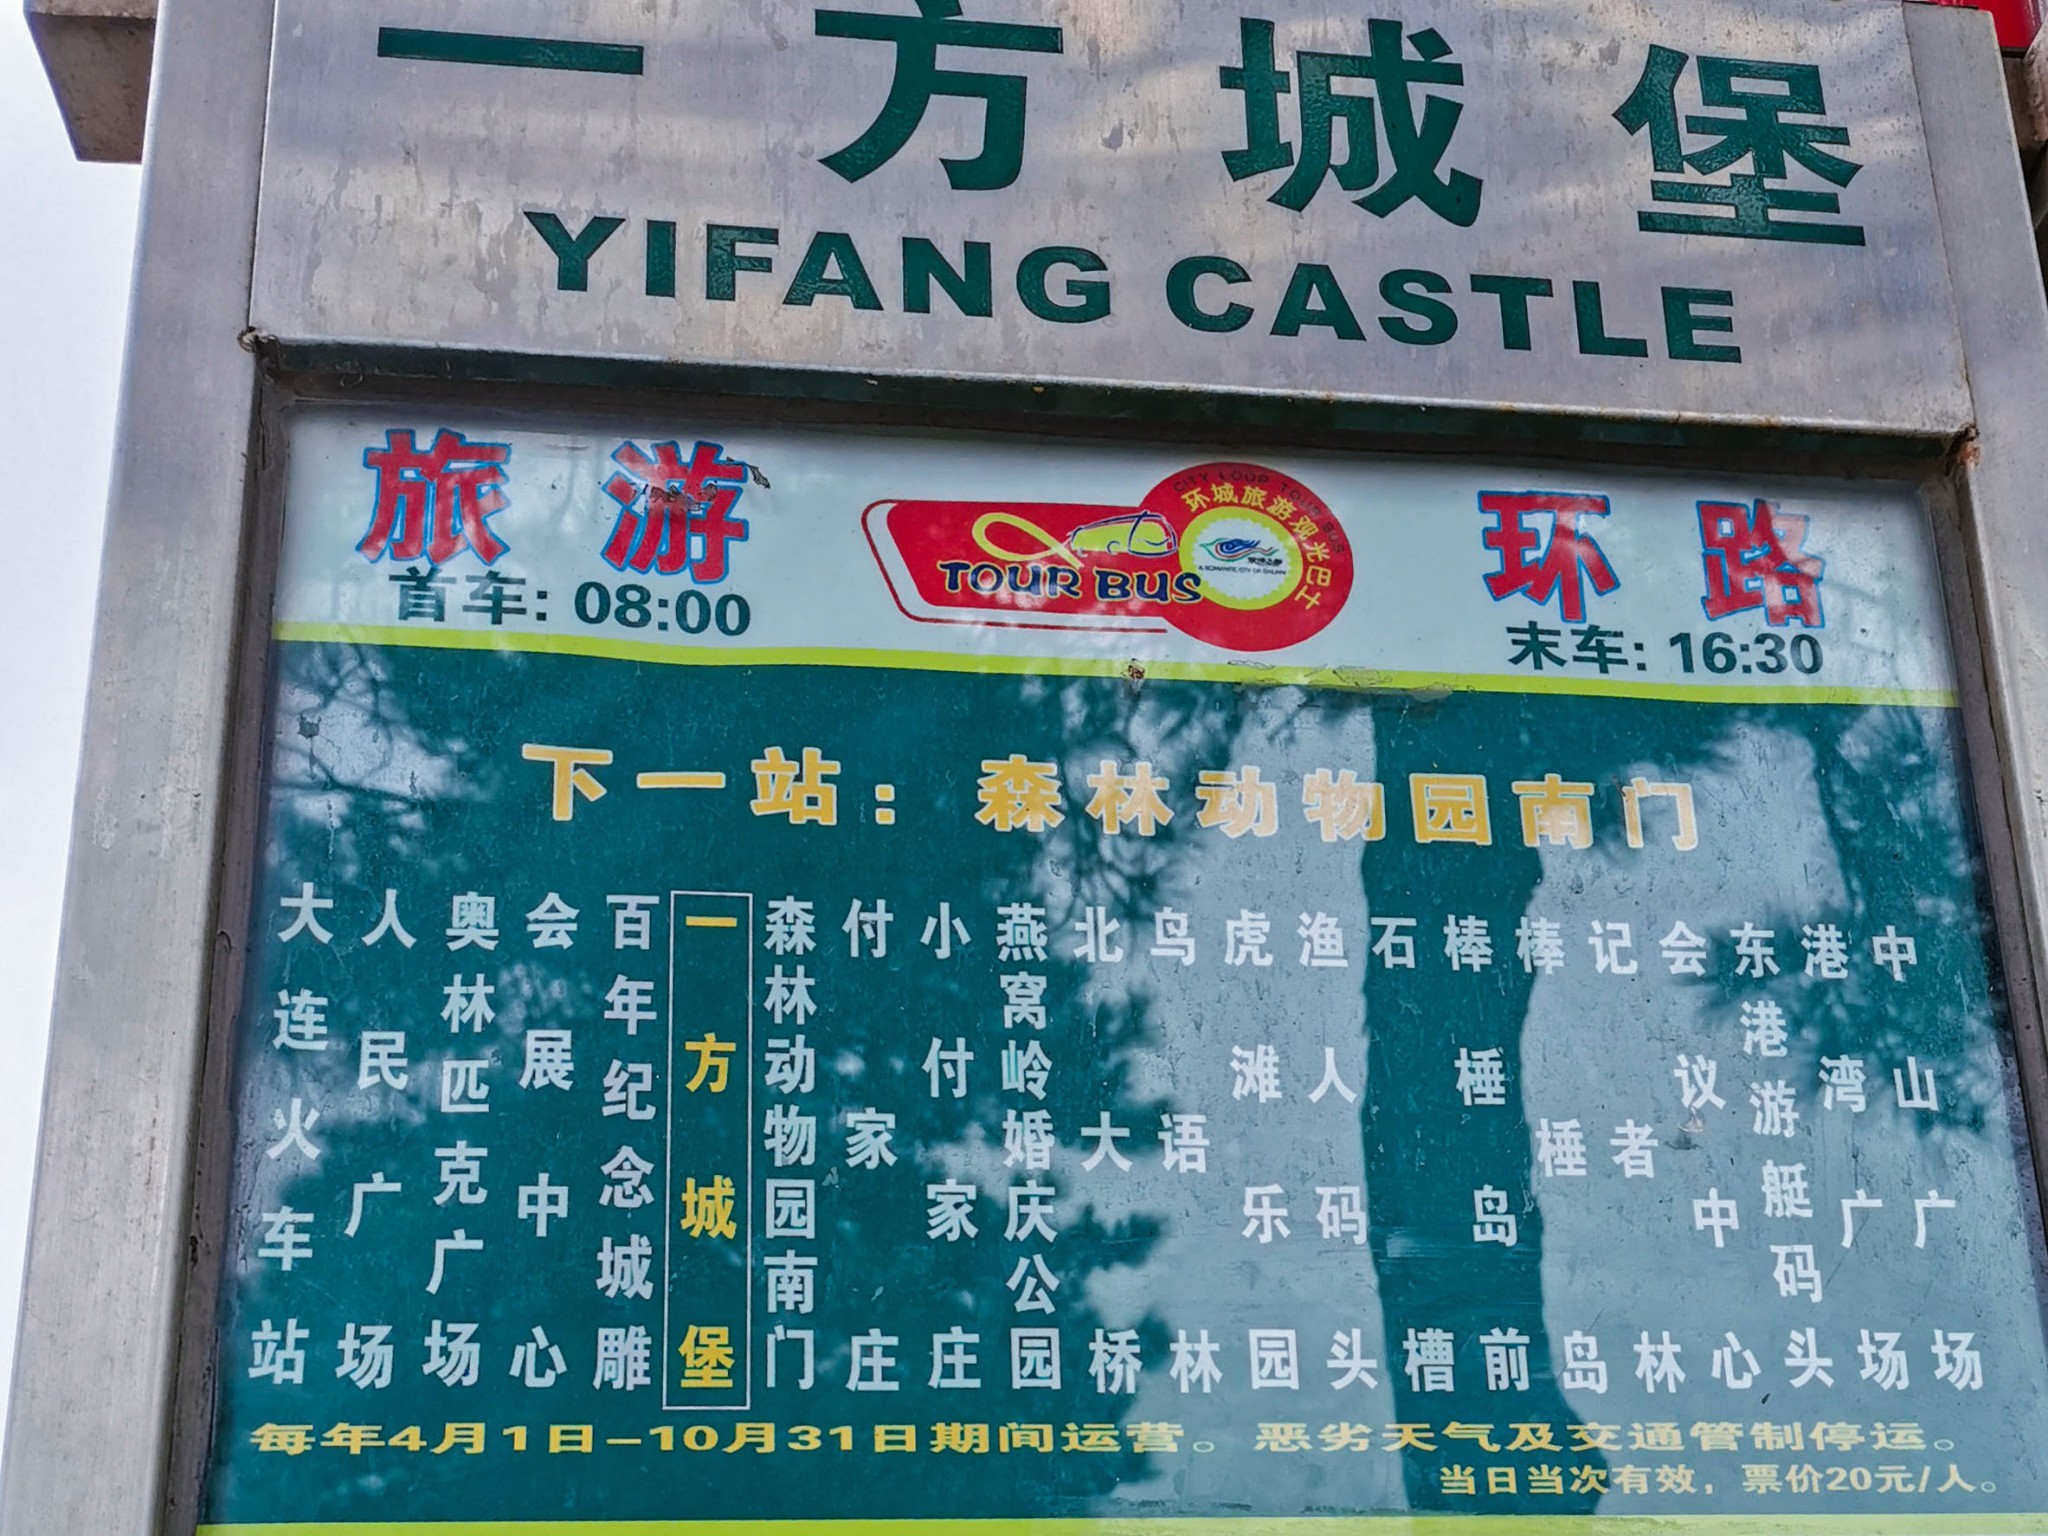 一方城堡
YIFANG CASTLE
旅游
环路
首车: 08:00
末车: 16:30
CITY LOOP TOUR BUS
环城旅游观光巴士
TOUR BUS
下一站：森林动物园南门
大连火车站
人民广场
奥林匹克广场
会展中心
百年纪念城雕
一方城堡
森林动物园南门
付家庄
小付家庄
燕窝岭婚庆公园
北大桥
鸟语林
虎滩乐园
渔人码头
石槽
棒棰岛前
棒棰岛
记者林
会议中心
东港游艇码头
港湾广场
中山广场
每年4月1日-10月31日期间运营。恶劣天气及交通管制停运。
当日当次有效，票价20元/人。